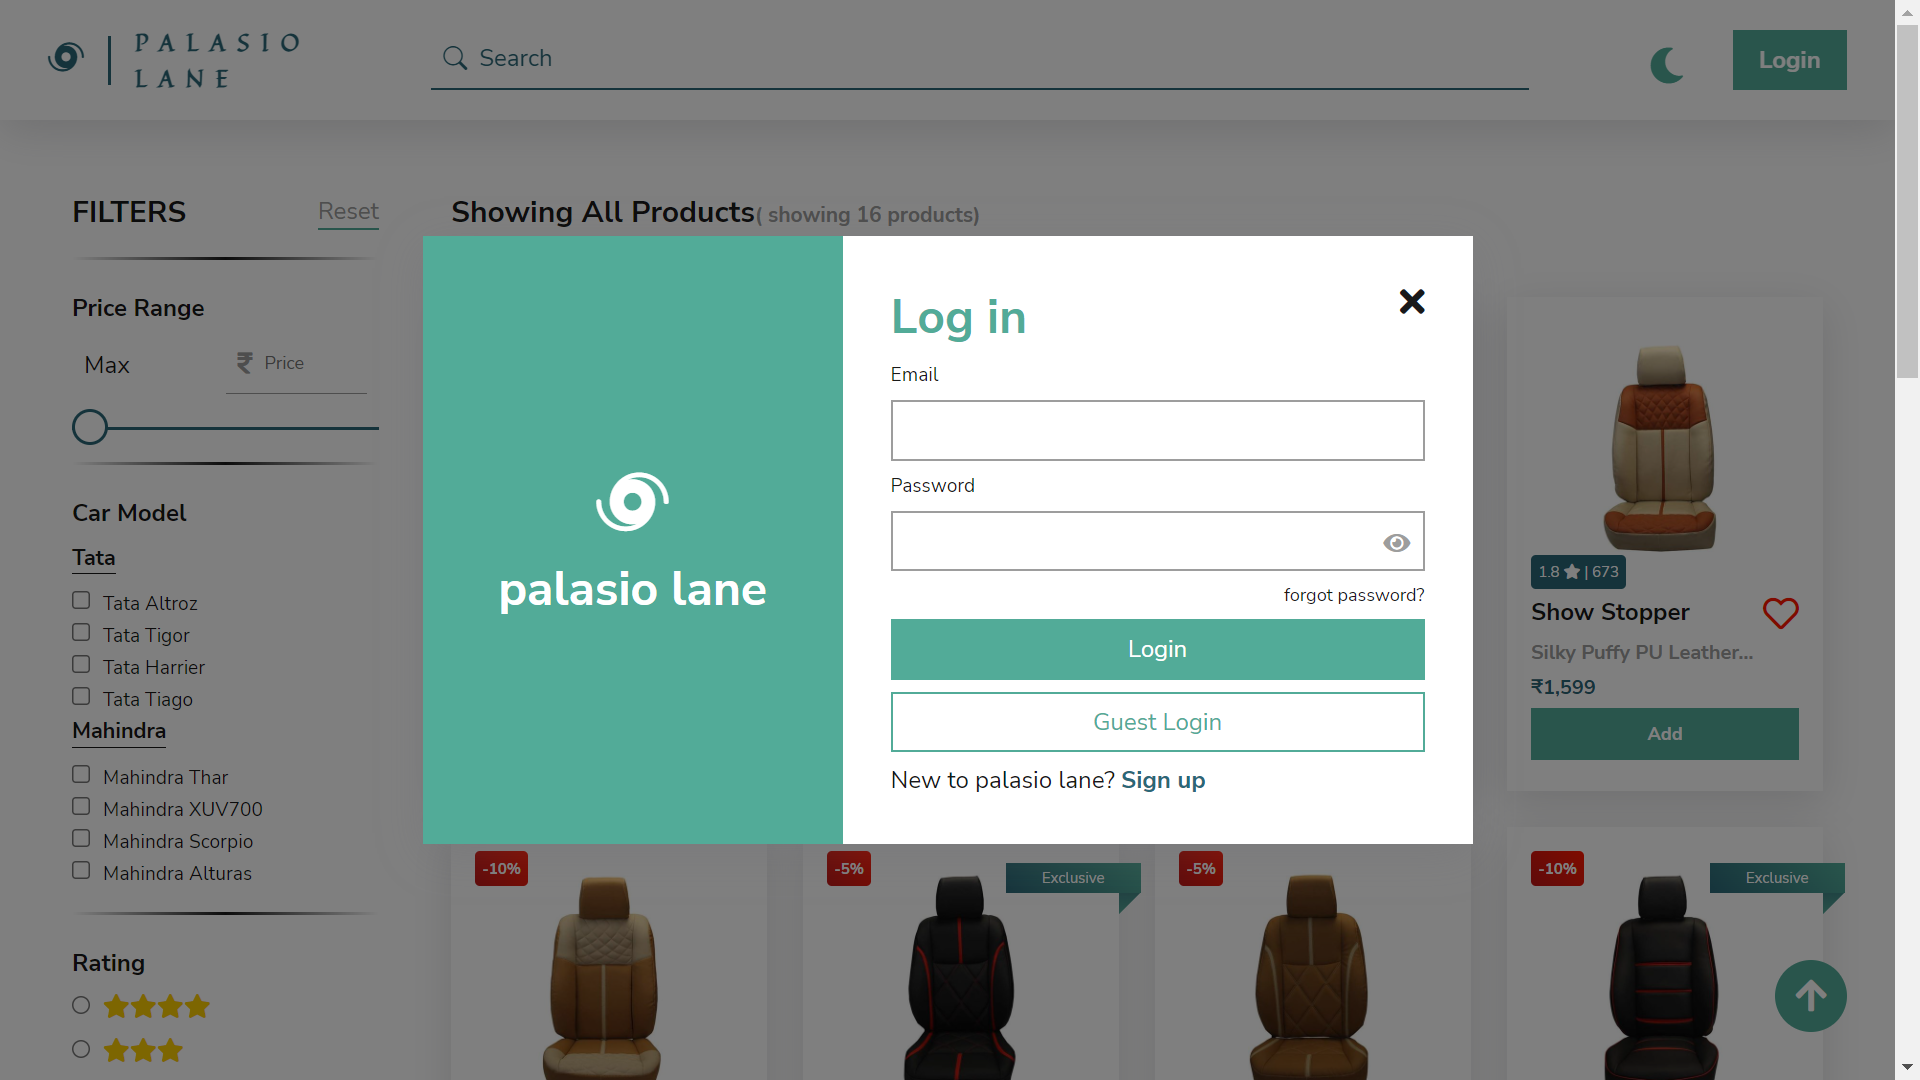 PALASIO
LANE
Search
Login
FILTERS
Reset
Showing All Products( showing 16 products)
Price Range
Max
₹ Price
Car Model
Tata
Tata Altroz
Tata Tigor
Tata Harrier
Tata Tiago
Mahindra
Mahindra Thar
Mahindra XUV700
Mahindra Scorpio
Mahindra Alturas
Rating
palasio lane
Log in
Email
Password
forgot password?
Login
Guest Login
New to palasio lane? Sign up
1.8 | 673
Show Stopper
Silky Puffy PU Leather...
₹1,599
Add
-10%
-5%
Exclusive
-5%
-10%
Exclusive